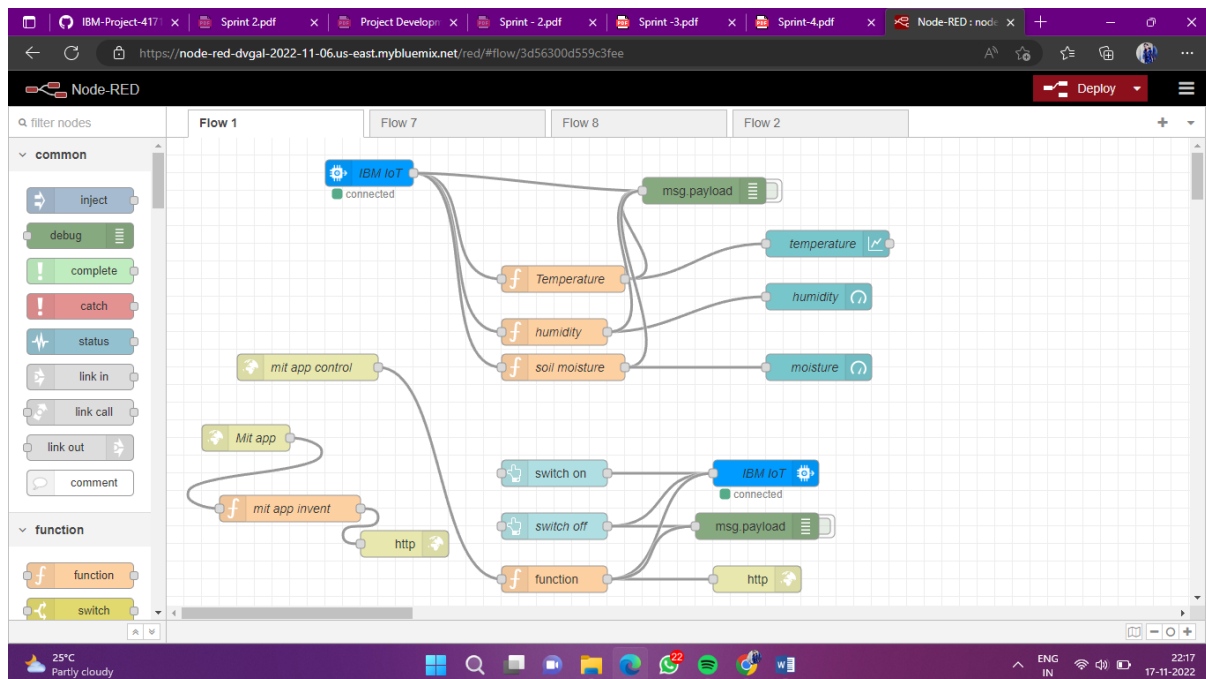 IBM-Project-4171
Sprint 2.pdf
Project Developm
Sprint - 2.pdf
Sprint -3.pdf
Sprint-4.pdf
Node-RED : node
https://node-red-dvgal-2022-11-06.us-east.mybluemix.net/red/#flow/3d56300d559c3fee
Node-RED
Deploy
filter nodes
Flow 1
Flow 7
Flow 8
Flow 2
common
inject
debug
complete
catch
status
link in
link call
link out
comment
function
function
switch
IBM IoT
connected
msg.payload
temperature
Temperature
humidity
humidity
mit app control
soil moisture
moisture
Mit app
switch on
IBM IoT
connected
mit app invent
switch off
msg.payload
http
function
http
25°C
Partly cloudy
22
ENG
IN
22:17
17-11-2022